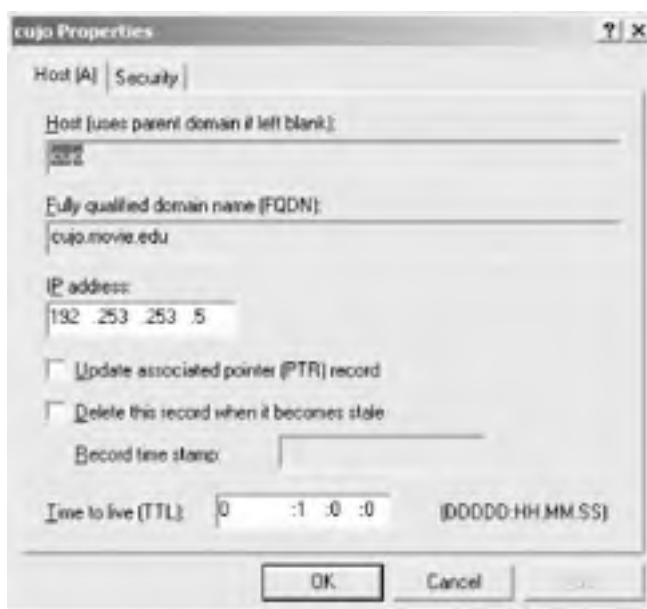 cujo Properties ? ×
Host (A) Security
Host (uses parent domain if left blank):
cujo
Fully qualified domain name (FQDN):
cujo.movie.edu
IP address:
192 .253 .253 .5
Update associated pointer (PTR) record
Delete this record when it becomes stale
Record time stamp:
Time to live (TTL): 0 :1 :0 :0 (DDDDD:HH.MM.SS)
OK Cancel